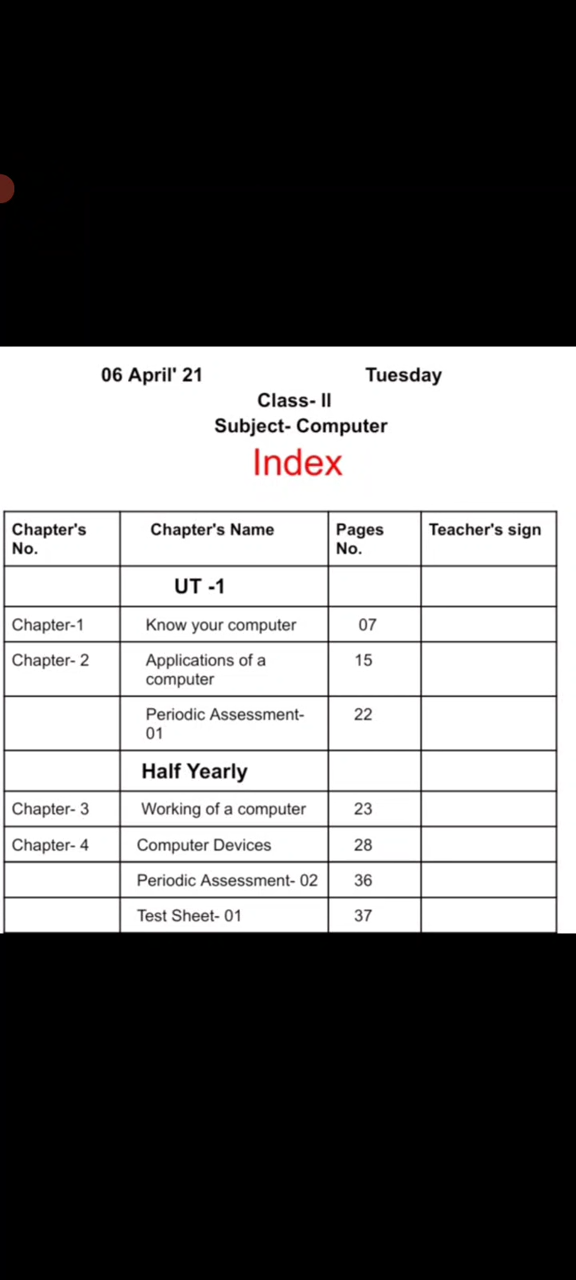 06 April' 21 Tuesday
Class- II
Subject- Computer
Index
Chapter's No. Chapter's Name Pages No. Teacher's sign
UT -1
Chapter-1 Know your computer 07
Chapter- 2 Applications of a computer 15
Periodic Assessment- 01 22
Half Yearly
Chapter- 3 Working of a computer 23
Chapter- 4 Computer Devices 28
Periodic Assessment- 02 36
Test Sheet- 01 37